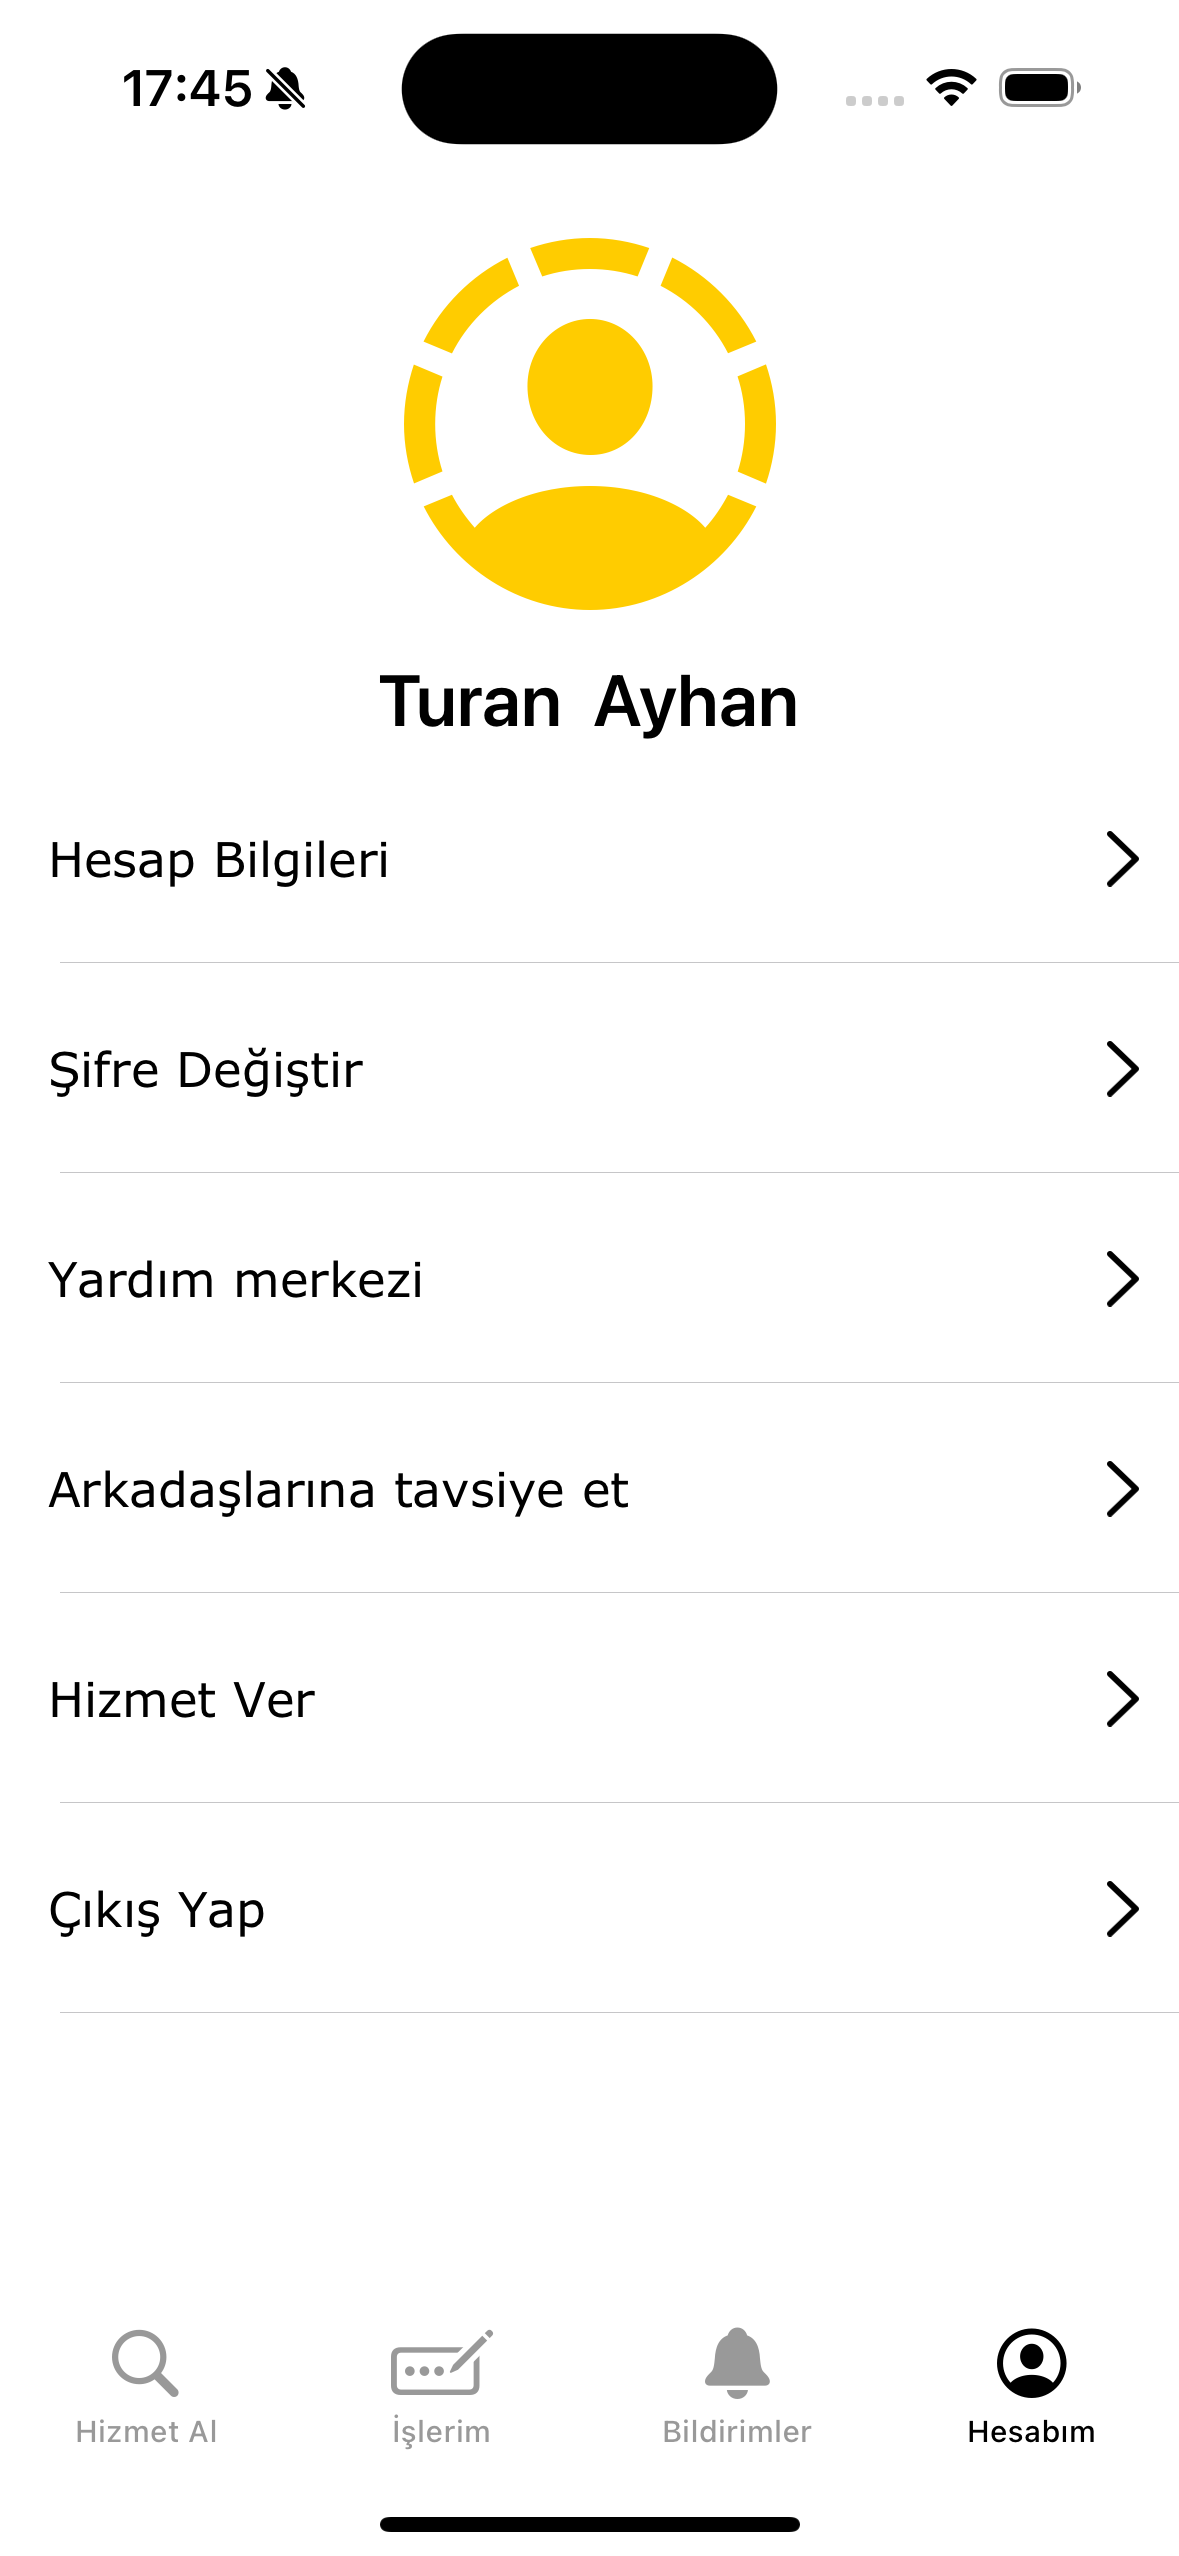 17:45
Turan Ayhan
Hesap Bilgileri
Şifre Değiştir
Yardım merkezi
Arkadaşlarına tavsiye et
Hizmet Ver
Çıkış Yap
Hizmet Al
İşlerim
Bildirimler
Hesabım